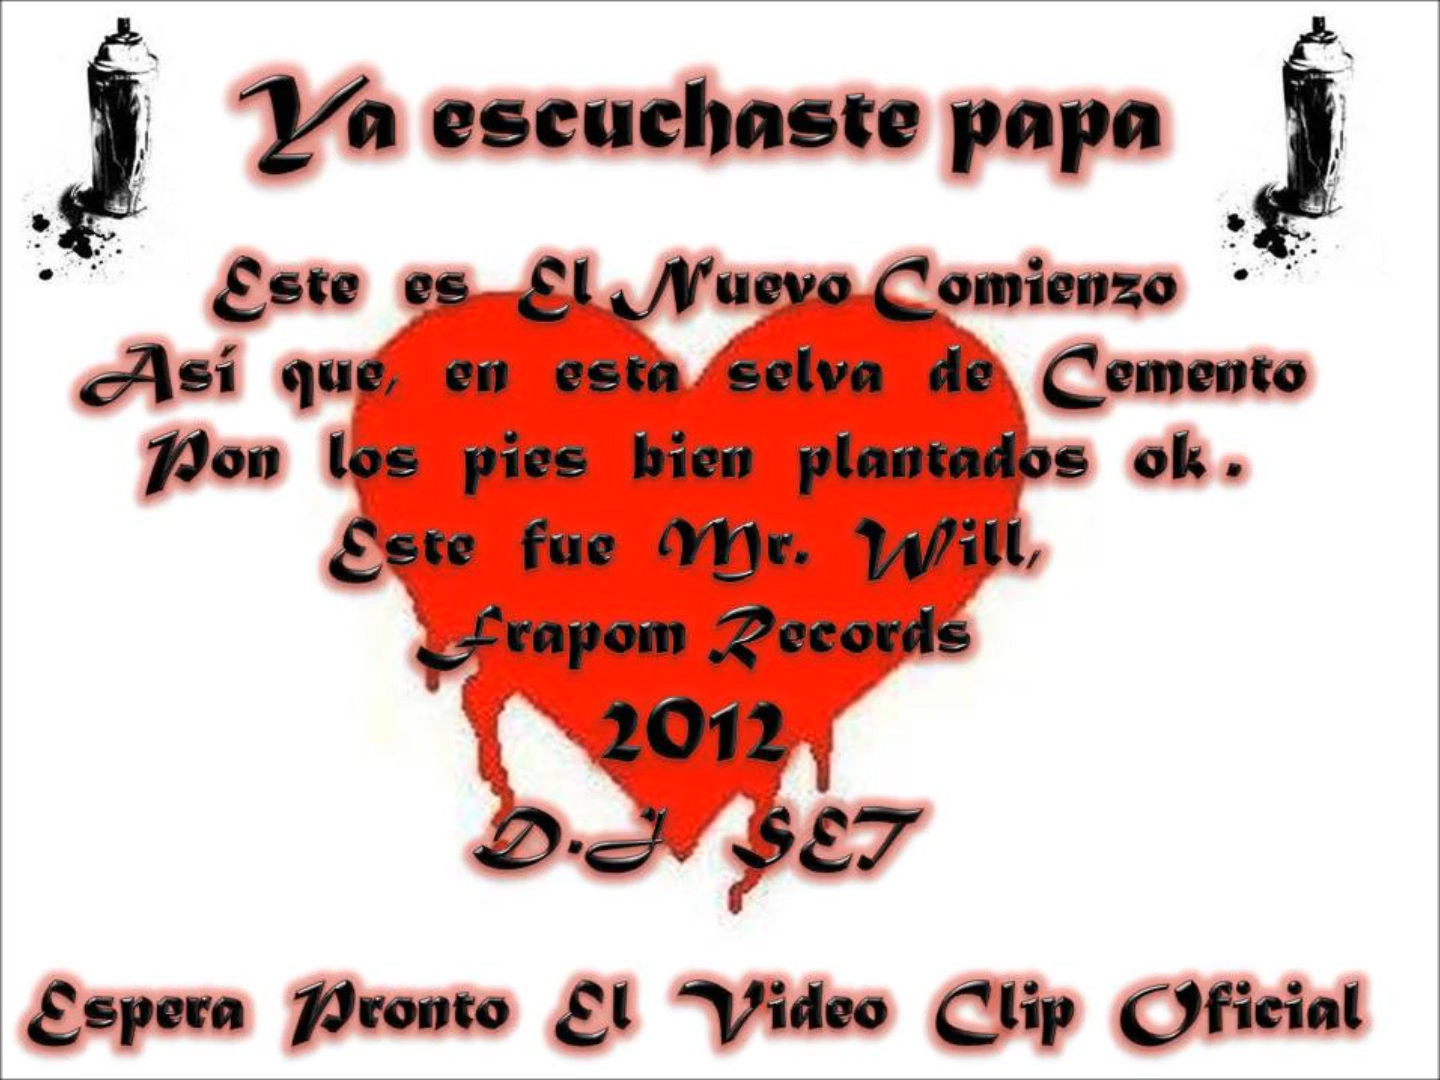 Ya escuchaste papa
Este es El Nuevo Comienzo
Así que, en esta selva de Cemento
Pon los pies bien plantados ok.
Este fue Mr. Will,
Frapom Records
2012
D.J SET
Espera Pronto El Video Clip Oficial